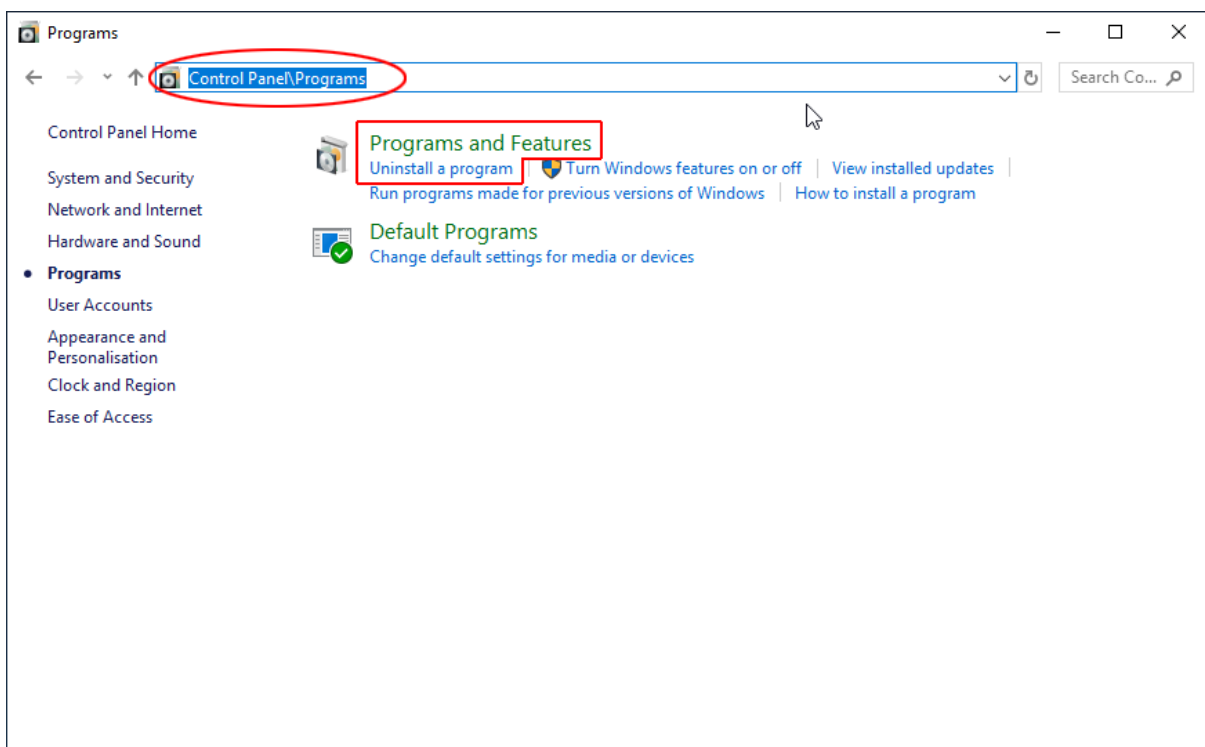 Programs
Control Panel\Programs
Search Co...
Control Panel Home
System and Security
Network and Internet
Hardware and Sound
Programs
User Accounts
Appearance and
Personalisation
Clock and Region
Ease of Access
Programs and Features
Uninstall a program
Turn Windows features on or off
View installed updates
Run programs made for previous versions of Windows
How to install a program
Default Programs
Change default settings for media or devices